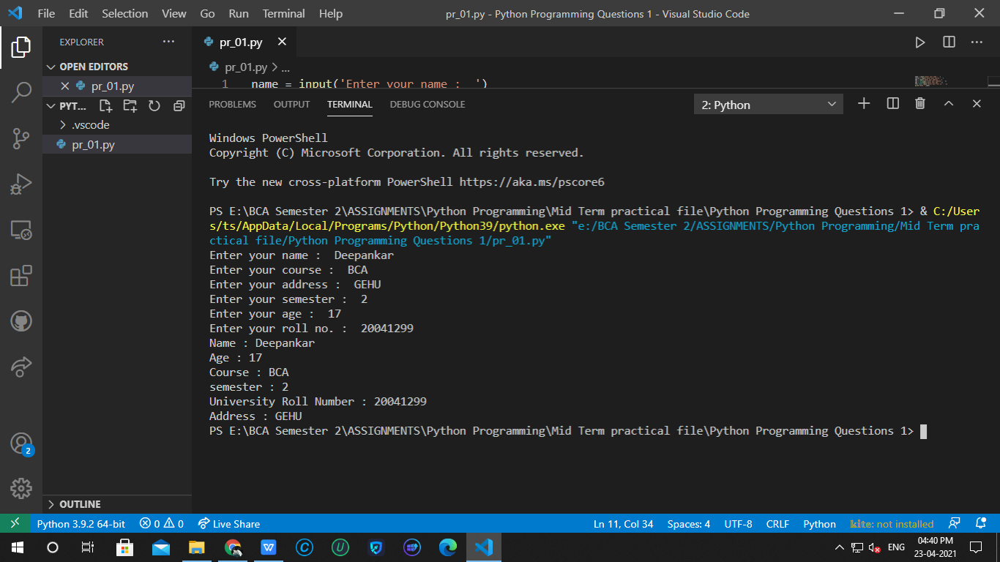 File Edit Selection View Go Run Terminal Help pr_01.py - Python Programming Questions 1 - Visual Studio Code
EXPLORER
OPEN EDITORS
pr_01.py
PYT...
.vscode
pr_01.py
OUTLINE
2
pr_01.py
pr_01.py > ...
1 name = input('Enter your name :  ')
PROBLEMS OUTPUT TERMINAL DEBUG CONSOLE 2: Python
Windows PowerShell
Copyright (C) Microsoft Corporation. All rights reserved.
Try the new cross-platform PowerShell https://aka.ms/pscore6
PS E:\BCA Semester 2\ASSIGNMENTS\Python Programming\Mid Term practical file\Python Programming Questions 1> & C:/User
s/ts/AppData/Local/Programs/Python/Python39/python.exe "e:/BCA Semester 2/ASSIGNMENTS/Python Programming/Mid Term pra
ctical file/Python Programming Questions 1/pr_01.py"
Enter your name :  Deepankar
Enter your course :  BCA
Enter your address :  GEHU
Enter your semester :  2
Enter your age :  17
Enter your roll no. :  20041299
Name : Deepankar
Age : 17
Course : BCA
semester : 2
University Roll Number : 20041299
Address : GEHU
PS E:\BCA Semester 2\ASSIGNMENTS\Python Programming\Mid Term practical file\Python Programming Questions 1>
Python 3.9.2 64-bit 0 0 Live Share Ln 11, Col 34 Spaces: 4 UTF-8 CRLF Python kite: not installed
ENG 04:40 PM
23-04-2021